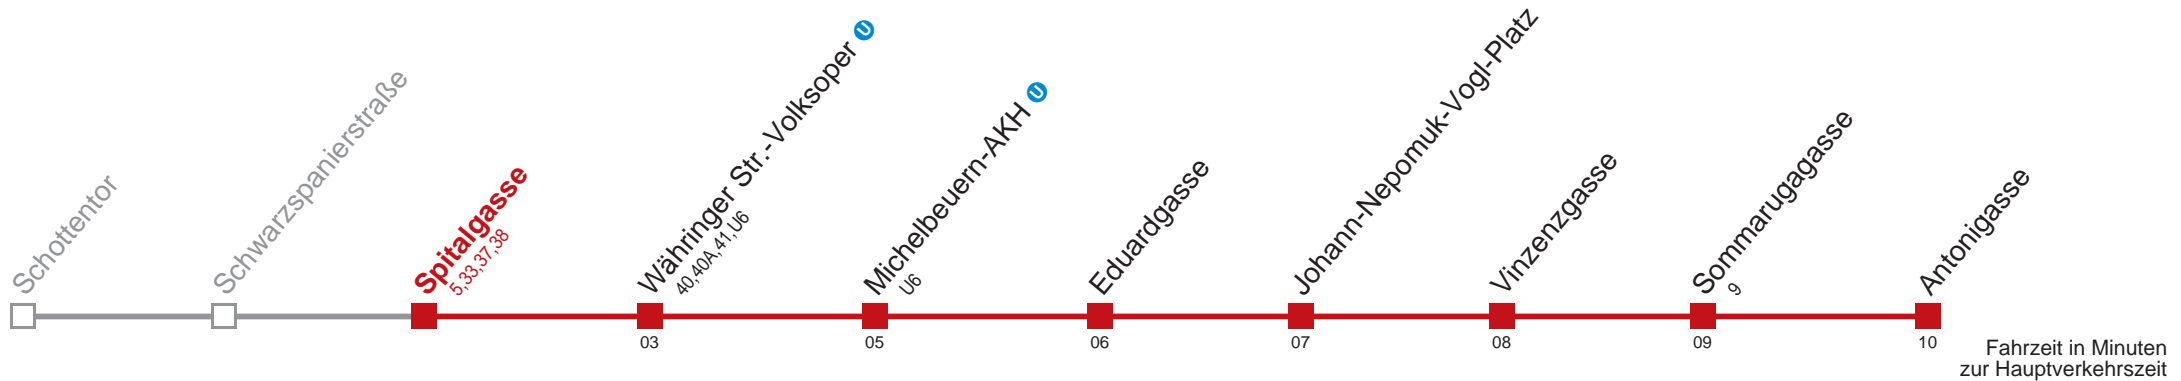 Schottentor
Schwarzspanierstraße
Spitalgasse
5,33,37,38
Währinger Str.-Volksoper U
40,40A,41,U6
Michelbeuern-AKH U
U6
Eduardgasse
Johann-Nepomuk-Vogl-Platz
Vinzenzgasse
Sommarugagasse
9
Antonigasse
03
05
06
07
08
09
10
Fahrzeit in Minuten
zur Hauptverkehrszeit